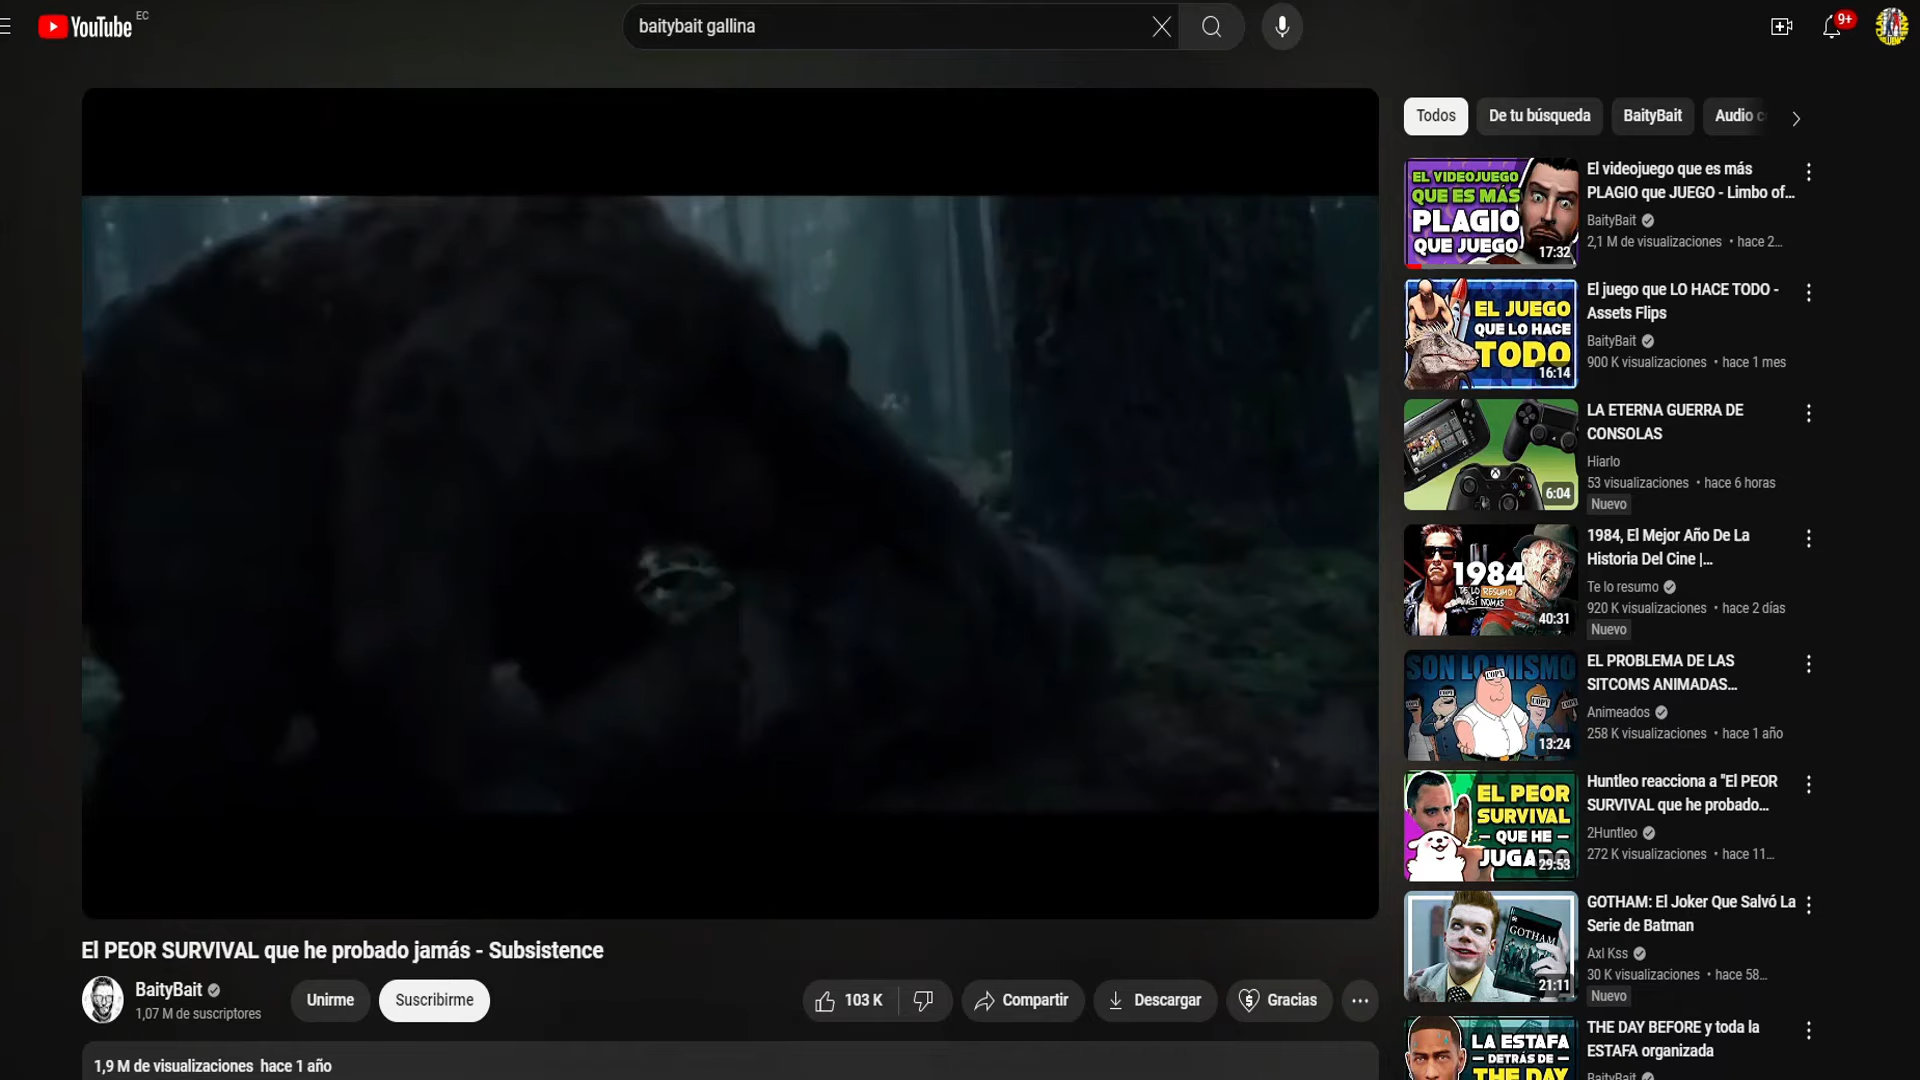 YouTube EC
baitybait gallina
9+
Todos
De tu búsqueda
BaityBait
Audio
EL VIDEOJUEGO
QUE ES MÁS
PLAGIO
QUE JUEGO
17:32
El videojuego que es más
PLAGIO que JUEGO - Limbo of...
BaityBait
2,1 M de visualizaciones • hace 2...
EL JUEGO
QUE LO HACE
TODO
16:14
El juego que LO HACE TODO -
Assets Flips
BaityBait
900 K visualizaciones • hace 1 mes
6:04
LA ETERNA GUERRA DE
CONSOLAS
Hiarlo
53 visualizaciones • hace 6 horas
Nuevo
1984
TE LO RESUMO
ASÍ NOMÁS
40:31
1984, El Mejor Año De La
Historia Del Cine |...
Te lo resumo
920 K visualizaciones • hace 2 días
Nuevo
SON LO MISMO
COPY
COPY
COPY
COPY
13:24
EL PROBLEMA DE LAS
SITCOMS ANIMADAS...
Animeados
258 K visualizaciones • hace 1 año
EL PEOR
SURVIVAL
– QUE HE –
JUGADO
29:53
Huntleo reacciona a "El PEOR
SURVIVAL que he probado...
2Huntleo
272 K visualizaciones • hace 11...
GOTHAM
21:11
GOTHAM: El Joker Que Salvó La
Serie de Batman
Axl Kss
30 K visualizaciones • hace 58...
Nuevo
LA ESTAFA
– DETRÁS DE –
THE DAY
THE DAY BEFORE y toda la
ESTAFA organizada
BaityBait
El PEOR SURVIVAL que he probado jamás - Subsistence
BaityBait
1,07 M de suscriptores
Unirme
Suscribirme
103 K
Compartir
Descargar
Gracias
1,9 M de visualizaciones hace 1 año